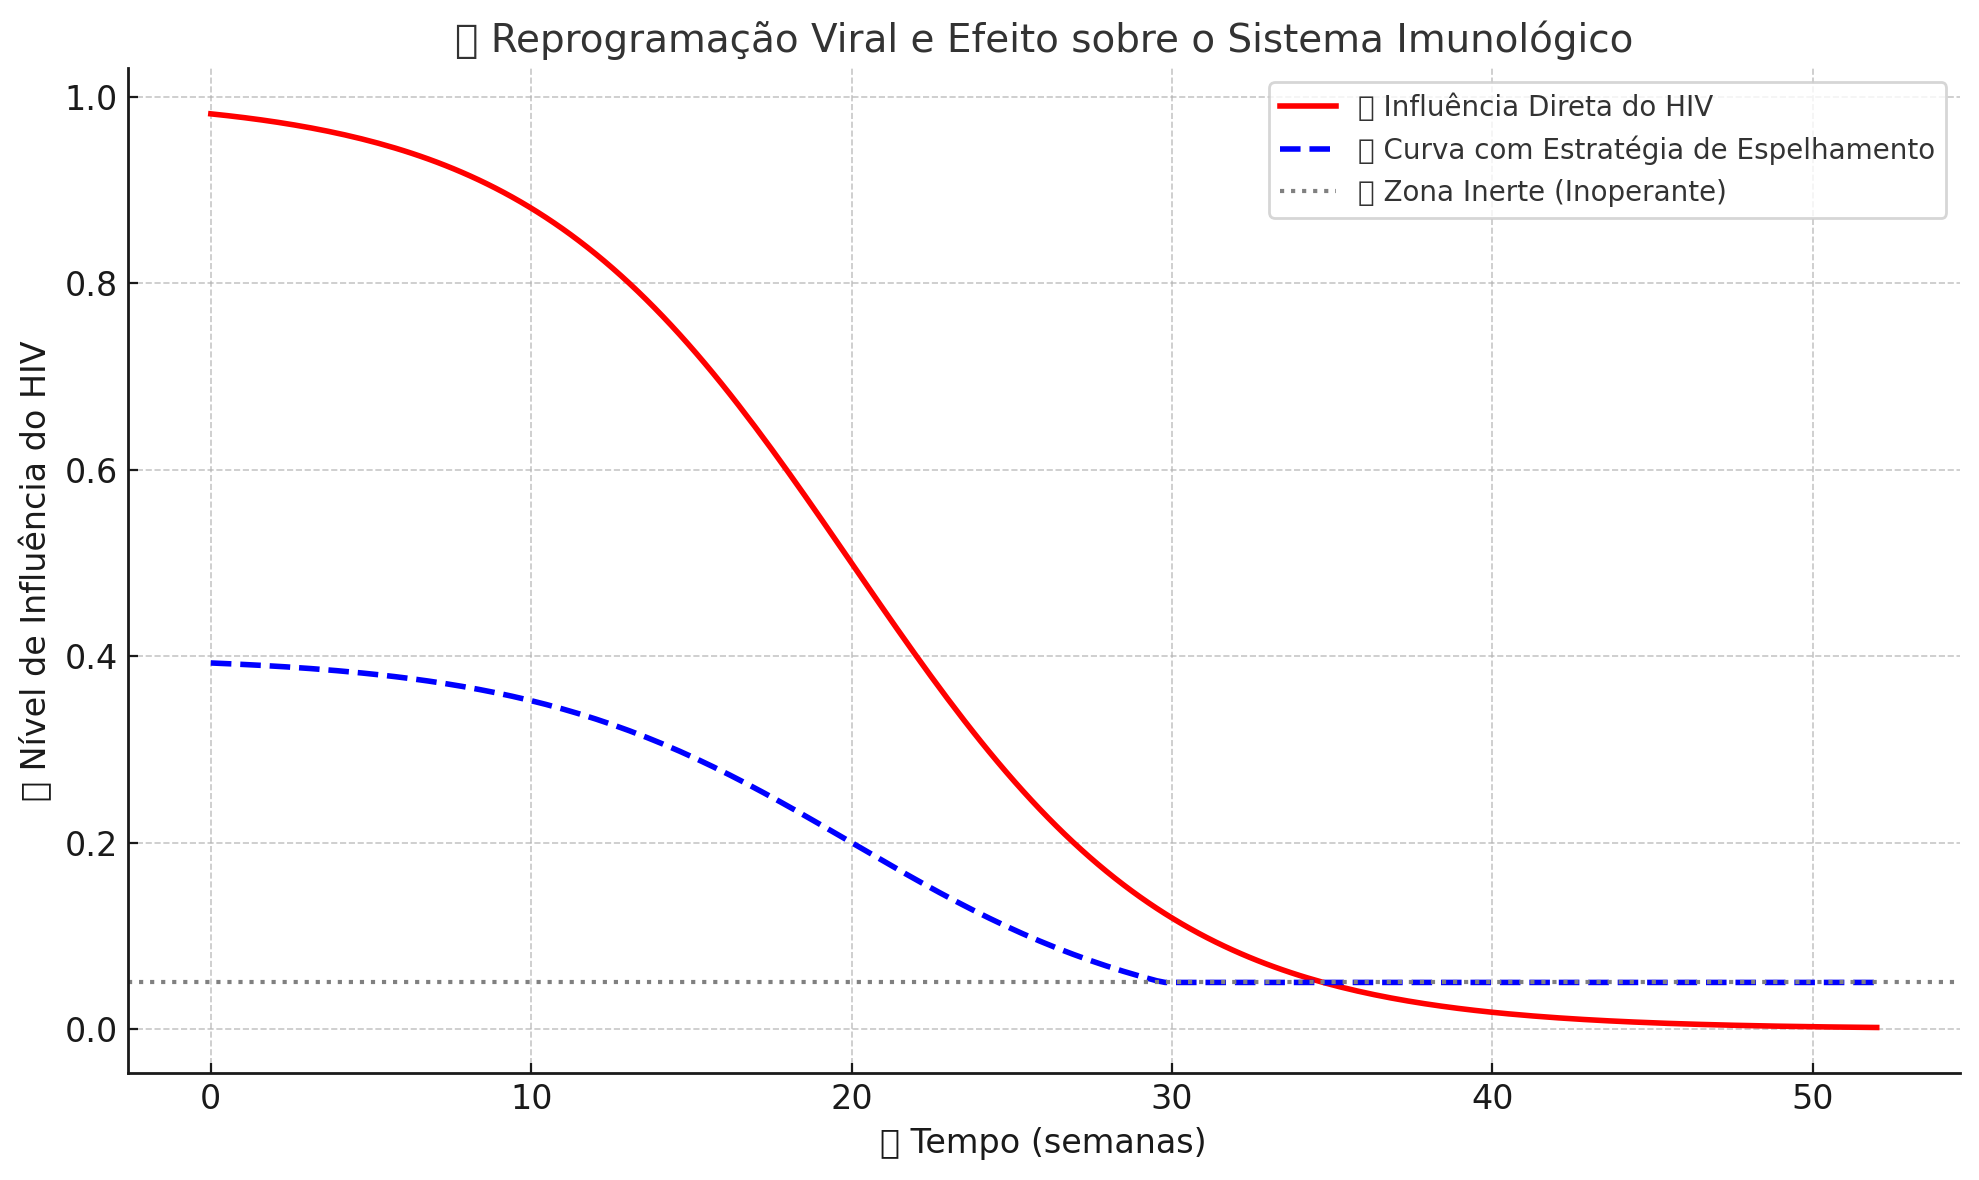 ▯ Reprogramação Viral e Efeito sobre o Sistema Imunológico
▯ Influência Direta do HIV
▯ Curva com Estratégia de Espelhamento
▯ Zona Inerte (Inoperante)
▯ Nível de Influência do HIV
1.0
0.8
0.6
0.4
0.2
0.0
0 10 20 30 40 50
▯ Tempo (semanas)